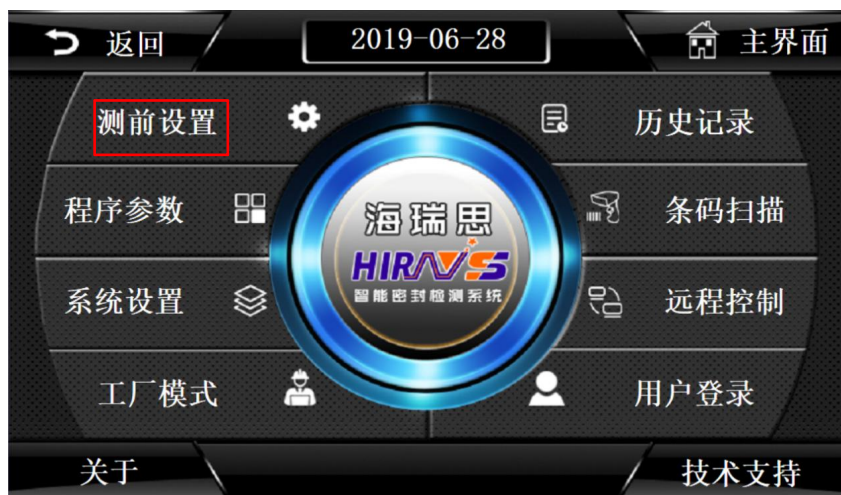 返回
2019-06-28
主界面
测前设置
历史记录
程序参数
条码扫描
海瑞思
HIRAYS
智能密封检测系统
系统设置
远程控制
工厂模式
用户登录
关于
技术支持